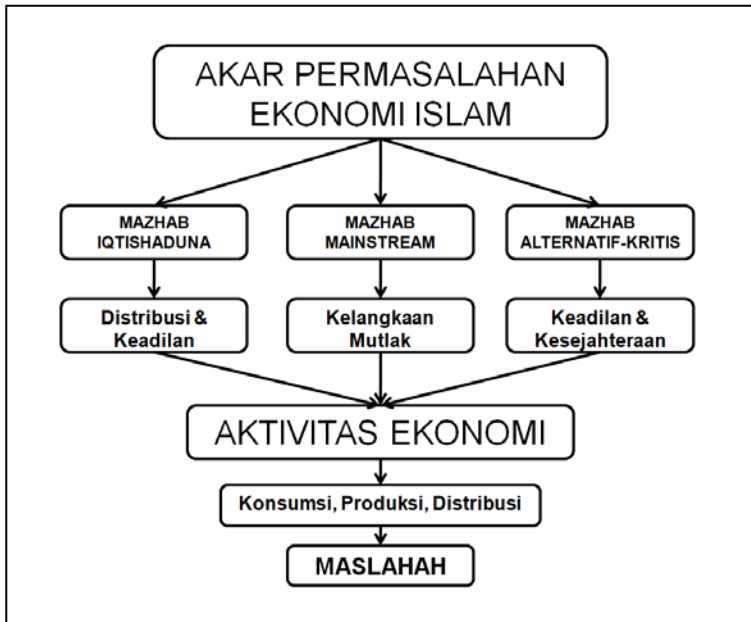 AKAR PERMASALAHAN
EKONOMI ISLAM
MAZHAB
IQTISHADUNA
MAZHAB
MAINSTREAM
MAZHAB
ALTERNATIF-KRITIS
Distribusi &
Keadilan
Kelangkaan
Mutlak
Keadilan &
Kesejahteraan
AKTIVITAS EKONOMI
Konsumsi, Produksi, Distribusi
MASLAHAH